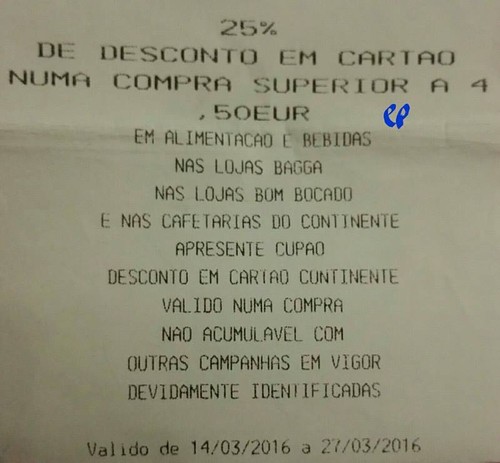 25%
DE DESCONTO EM CARTAO
NUMA COMPRA SUPERIOR A 4
,50EUR
EP
EM ALIMENTACAO E BEBIDAS
NAS LOJAS BAGGA
NAS LOJAS BOM BOCADO
E NAS CAFETARIAS DO CONTINENTE
APRESENTE CUPAO
DESCONTO EM CARTAO CONTINENTE
VALIDO NUMA COMPRA
NAO ACUMULAVEL COM
OUTRAS CAMPANHAS EM VIGOR
DEVIDAMENTE IDENTIFICADAS
Valido de 14/03/2016 a 27/03/2016